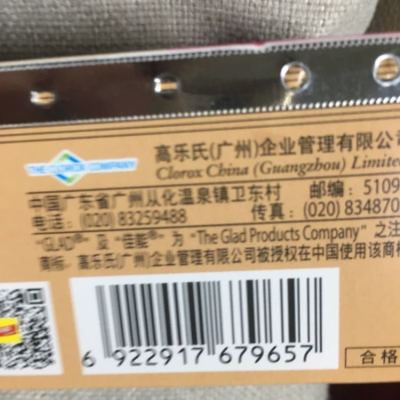 THE CLOROX COMPANY
高乐氏(广州)企业管理有限公司
Clorox China (Guangzhou) Limited
中国广东省广州从化温泉镇卫东村 邮编: 5109
电话: (020) 83259488 传真: (020) 834870
"GLAD®" 及 "佳能®" 为 "The Glad Products Company" 之注
商标, 高乐氏(广州)企业管理有限公司被授权在中国使用该商标
6 922917 679657
合格